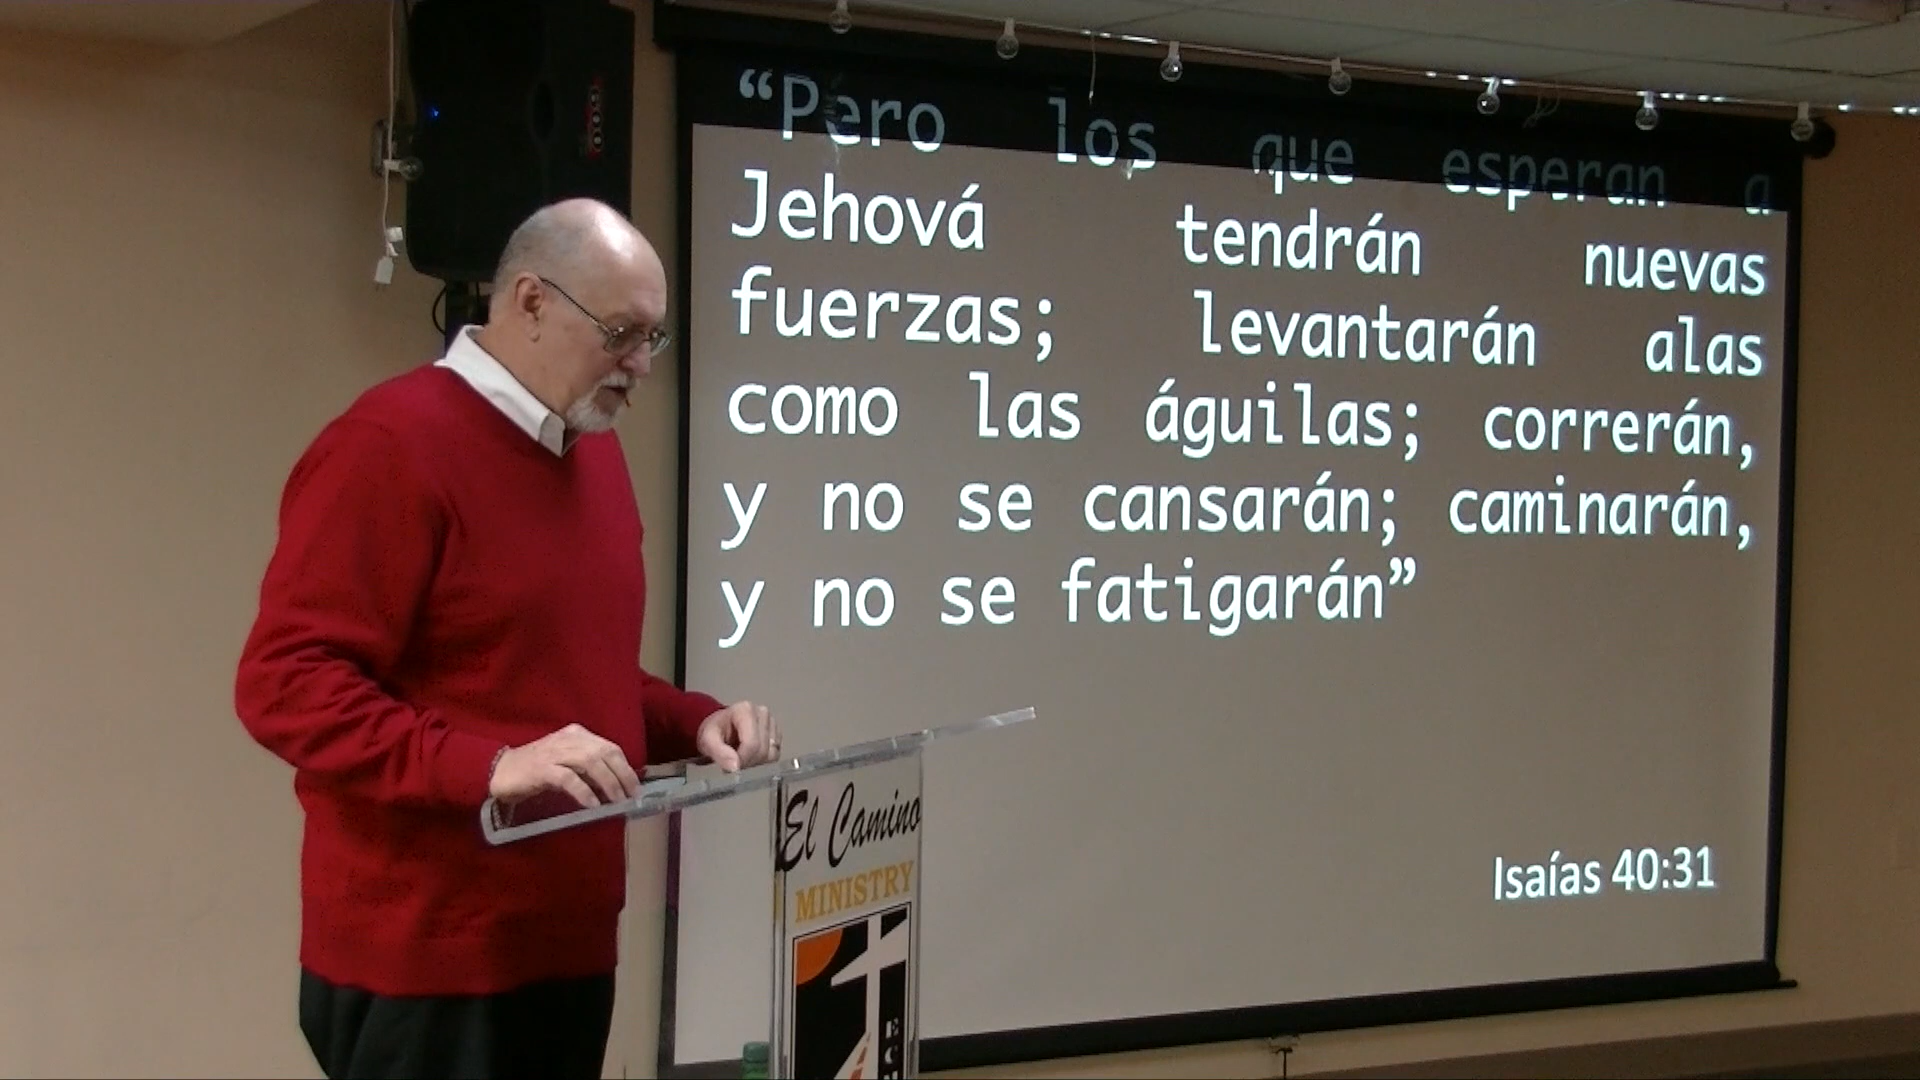 “Pero los que esperan a
Jehová tendrán nuevas
fuerzas; levantarán alas
como las águilas; correrán,
y no se cansarán; caminarán,
y no se fatigarán”
Isaías 40:31
El Camino
MINISTRY